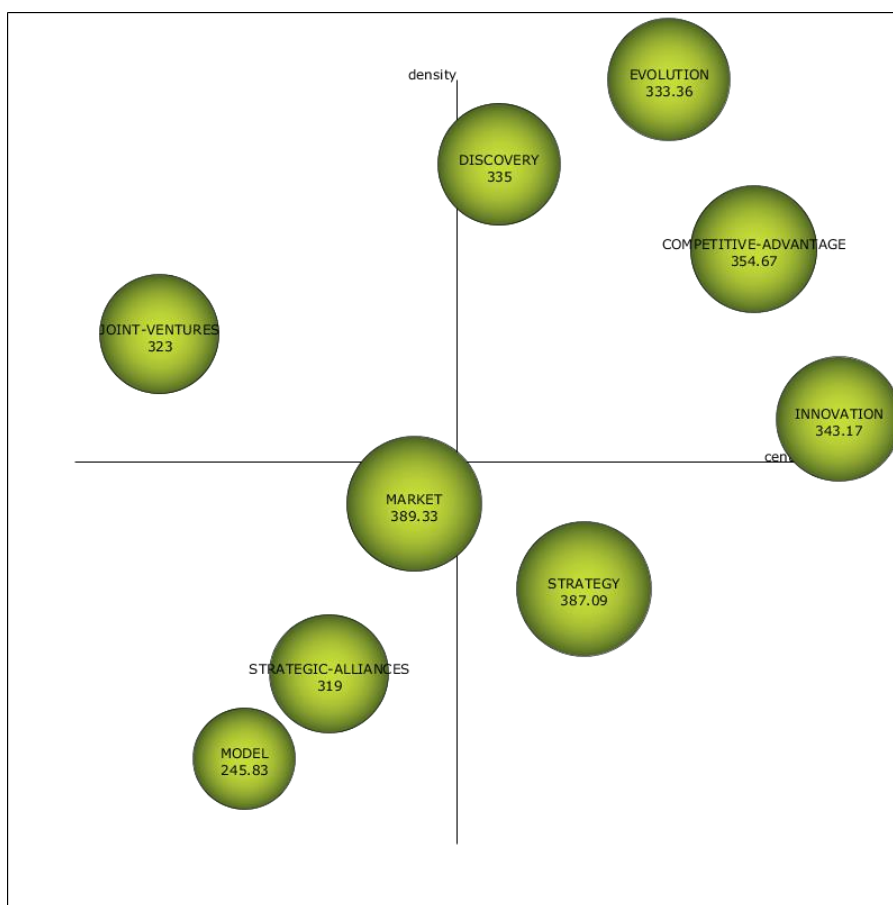 EVOLUTION
333.36
density
DISCOVERY
335
COMPETITIVE-ADVANTAGE
354.67
JOINT-VENTURES
323
INNOVATION
343.17
MARKET
389.33
STRATEGY
387.09
STRATEGIC-ALLIANCES
319
MODEL
245.83